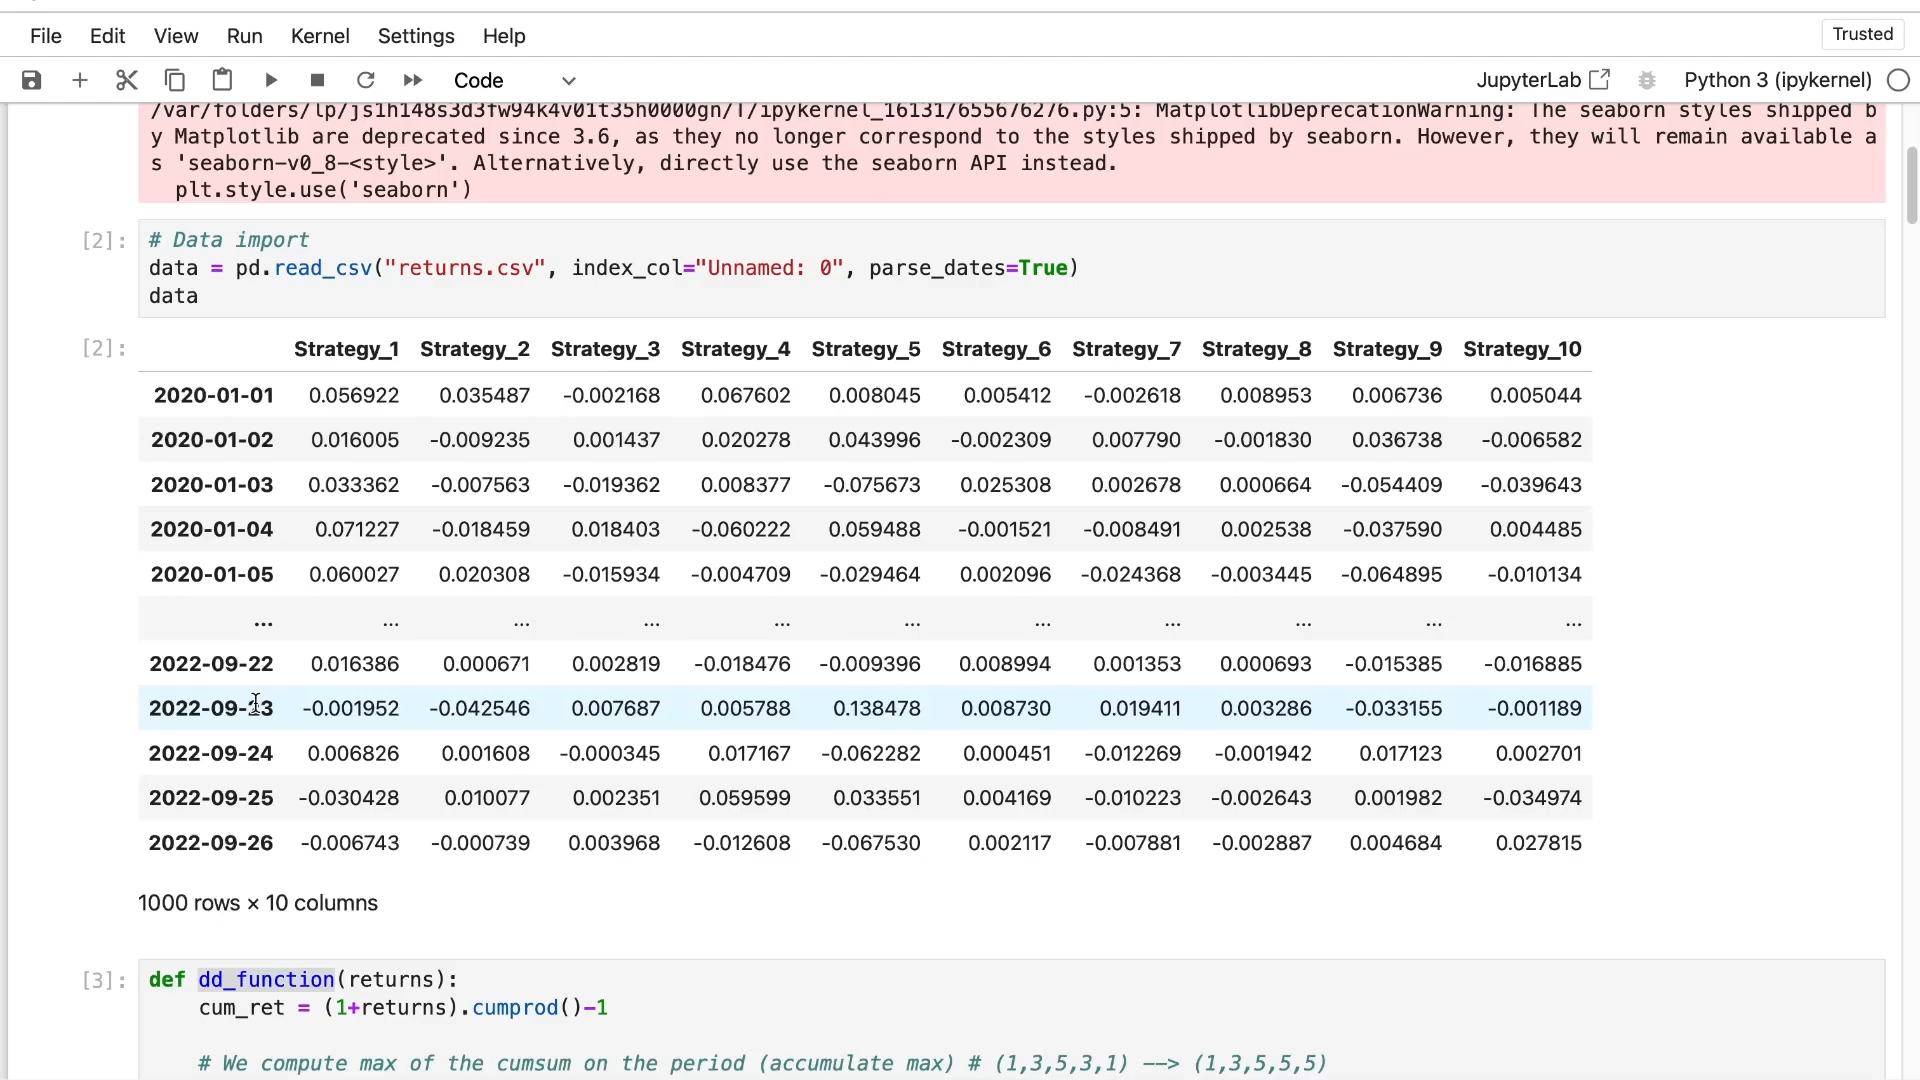 File Edit View Run Kernel Settings Help Trusted
Code JupyterLab Python 3 (ipykernel)
/var/folders/lp/js1h148s3d3fw94k4v01t35h0000gn/T/ipykernel_16131/655676276.py:5: MatplotlibDeprecationWarning: The seaborn styles shipped b
y Matplotlib are deprecated since 3.6, as they no longer correspond to the styles shipped by seaborn. However, they will remain available a
s 'seaborn-v0_8-<style>'. Alternatively, directly use the seaborn API instead.
plt.style.use('seaborn')
[2]: # Data import
data = pd.read_csv("returns.csv", index_col="Unnamed: 0", parse_dates=True)
data
[2]: Strategy_1 Strategy_2 Strategy_3 Strategy_4 Strategy_5 Strategy_6 Strategy_7 Strategy_8 Strategy_9 Strategy_10
2020-01-01 0.056922 0.035487 -0.002168 0.067602 0.008045 0.005412 -0.002618 0.008953 0.006736 0.005044
2020-01-02 0.016005 -0.009235 0.001437 0.020278 0.043996 -0.002309 0.007790 -0.001830 0.036738 -0.006582
2020-01-03 0.033362 -0.007563 -0.019362 0.008377 -0.075673 0.025308 0.002678 0.000664 -0.054409 -0.039643
2020-01-04 0.071227 -0.018459 0.018403 -0.060222 0.059488 -0.001521 -0.008491 0.002538 -0.037590 0.004485
2020-01-05 0.060027 0.020308 -0.015934 -0.004709 -0.029464 0.002096 -0.024368 -0.003445 -0.064895 -0.010134
... ... ... ... ... ... ... ... ... ... ...
2022-09-22 0.016386 0.000671 0.002819 -0.018476 -0.009396 0.008994 0.001353 0.000693 -0.015385 -0.016885
2022-09-23 -0.001952 -0.042546 0.007687 0.005788 0.138478 0.008730 0.019411 0.003286 -0.033155 -0.001189
2022-09-24 0.006826 0.001608 -0.000345 0.017167 -0.062282 0.000451 -0.012269 -0.001942 0.017123 0.002701
2022-09-25 -0.030428 0.010077 0.002351 0.059599 0.033551 0.004169 -0.010223 -0.002643 0.001982 -0.034974
2022-09-26 -0.006743 -0.000739 0.003968 -0.012608 -0.067530 0.002117 -0.007881 -0.002887 0.004684 0.027815
1000 rows × 10 columns
[3]: def dd_function(returns):
cum_ret = (1+returns).cumprod()-1
# We compute max of the cumsum on the period (accumulate max) # (1,3,5,3,1) --> (1,3,5,5,5)